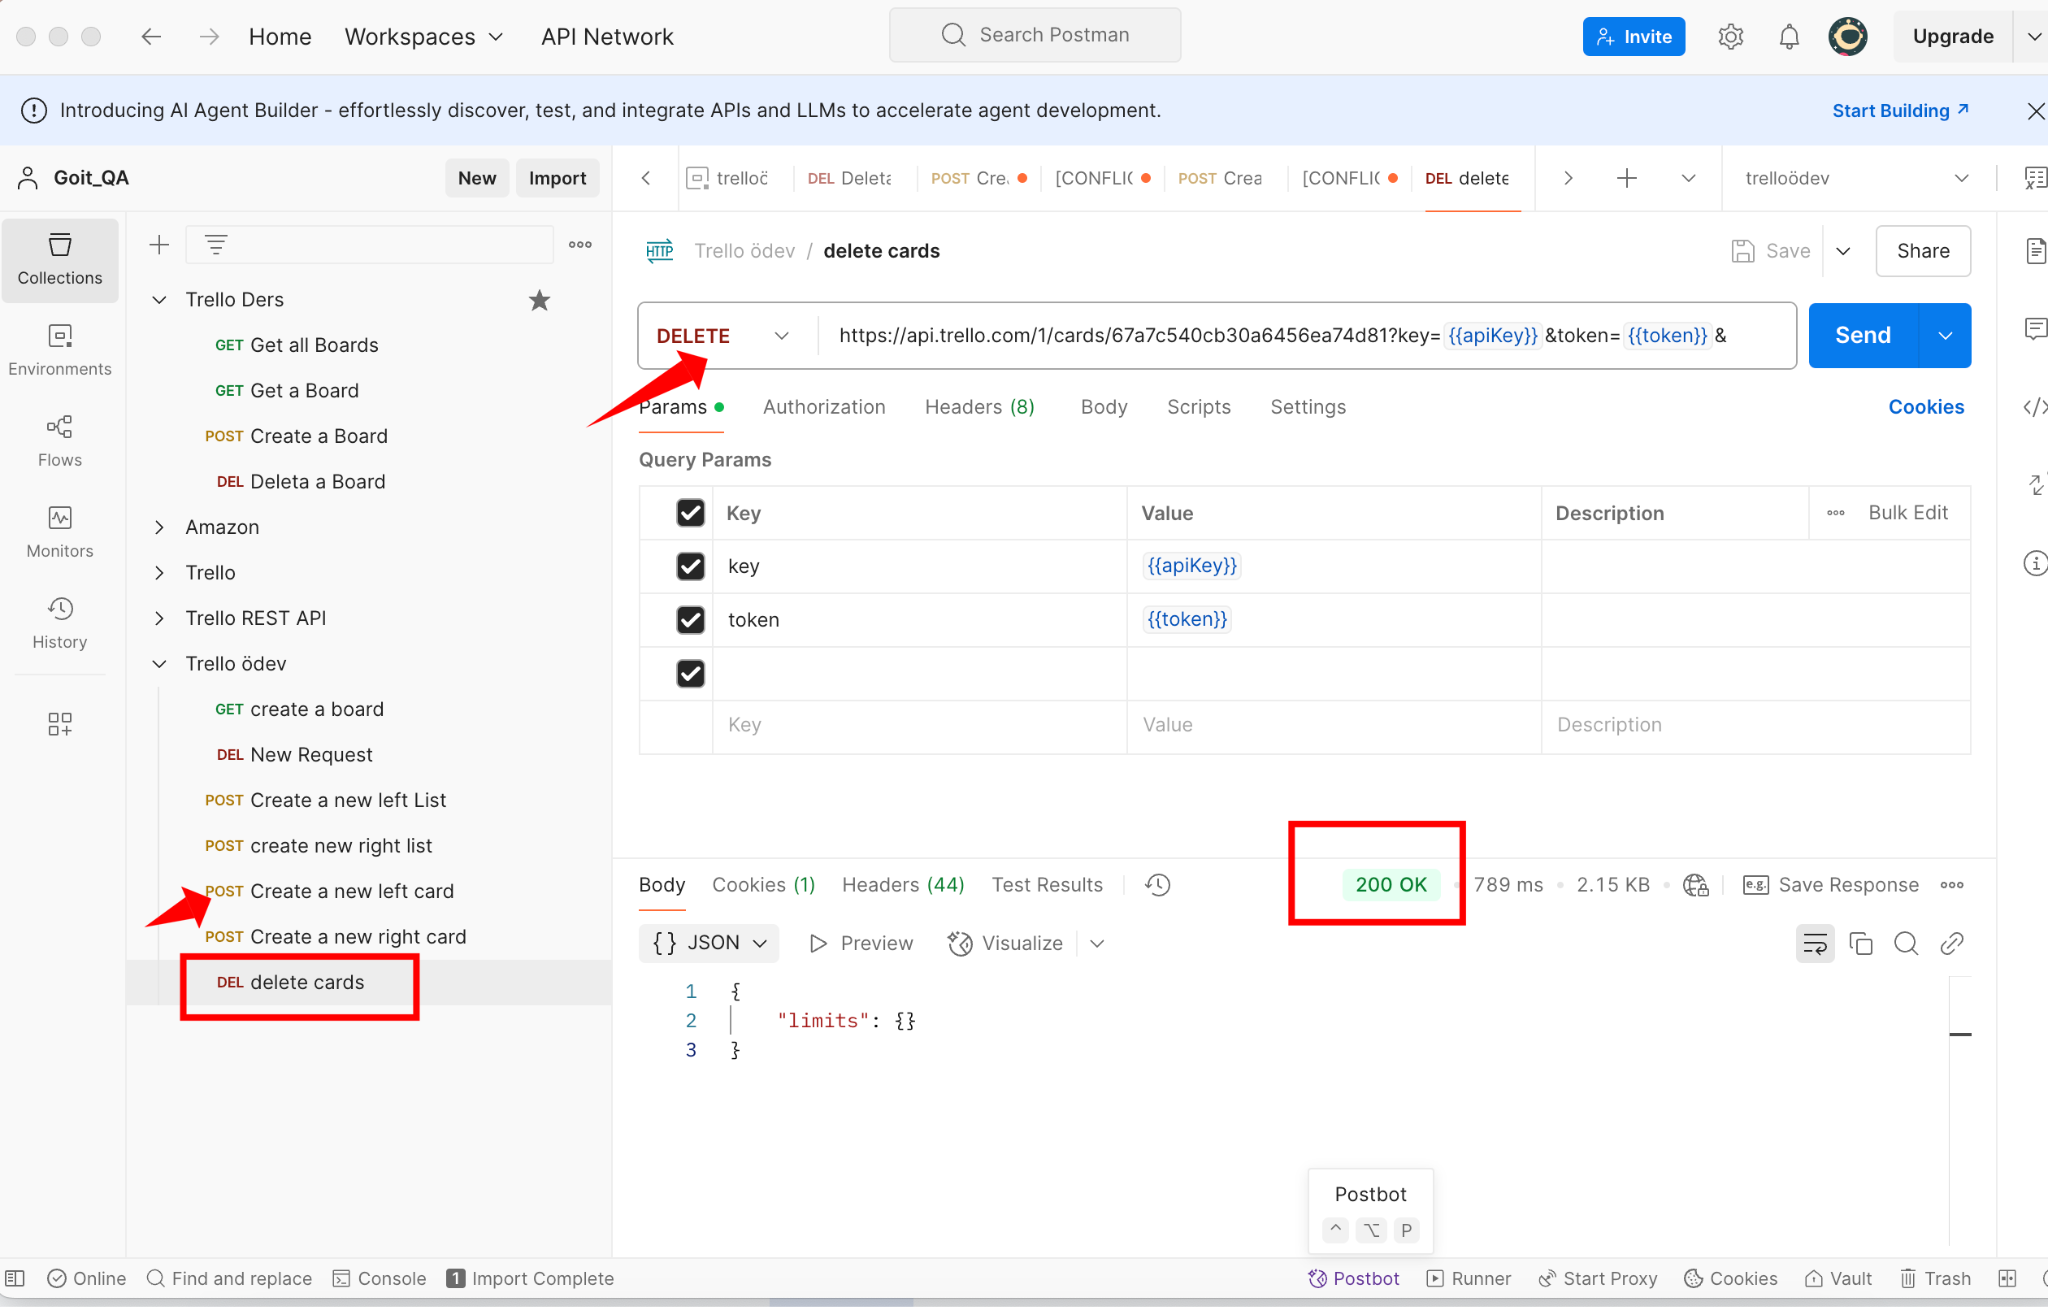 Home Workspaces API Network Search Postman Invite Upgrade
Introducing AI Agent Builder - effortlessly discover, test, and integrate APIs and LLMs to accelerate agent development. Start Building ↗
Goit_QA New Import
trelloö DEL Deleta POST Cre [CONFLIC POST Crea [CONFLIC DEL delete trelloödev
Collections
Environments
Flows
Monitors
History
Trello Ders
GET Get all Boards
GET Get a Board
POST Create a Board
DEL Deleta a Board
Amazon
Trello
Trello REST API
Trello ödev
GET create a board
DEL New Request
POST Create a new left List
POST create new right list
POST Create a new left card
POST Create a new right card
DEL delete cards
HTTP Trello ödev / delete cards Save Share
DELETE https://api.trello.com/1/cards/67a7c540cb30a6456ea74d81?key={{apiKey}}&token={{token}}& Send
Params Authorization Headers (8) Body Scripts Settings Cookies
Query Params
Key Value Description Bulk Edit
key {{apiKey}}
token {{token}}
Key Value Description
Body Cookies (1) Headers (44) Test Results 200 OK 789 ms 2.15 KB e.g. Save Response
{} JSON Preview Visualize
1 {
2 "limits": {}
3 }
Postbot
^ ⌥ P
Online Find and replace Console 1 Import Complete Postbot Runner Start Proxy Cookies Vault Trash